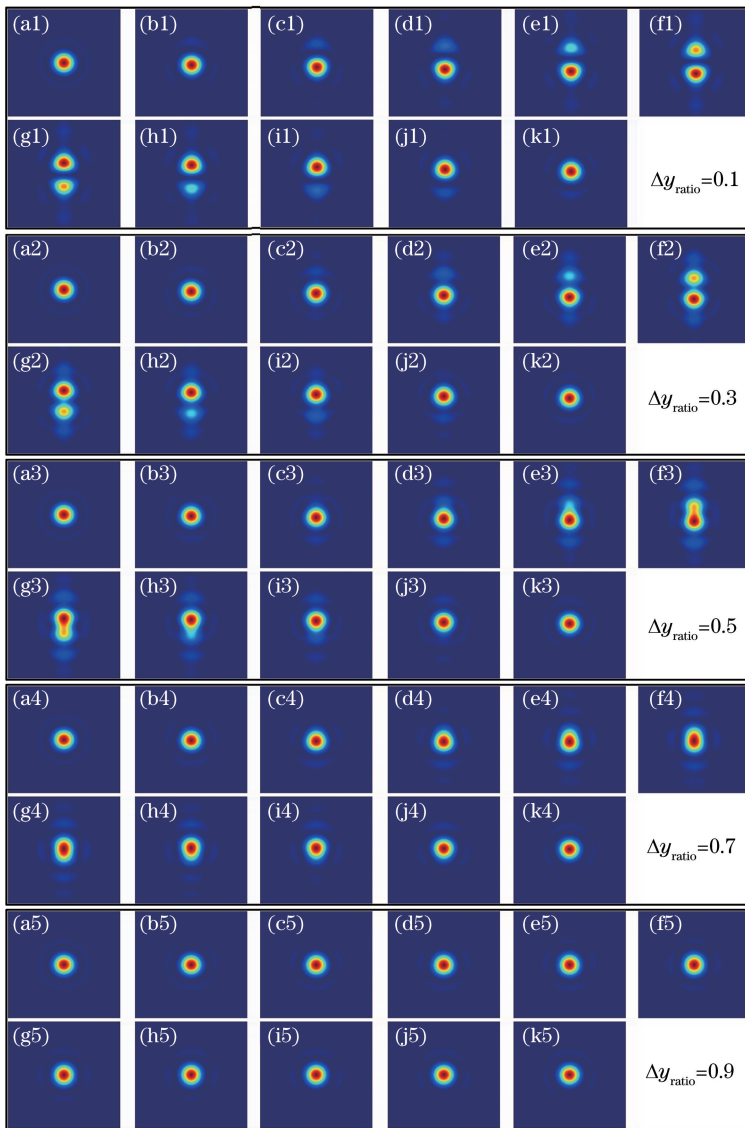 (a1) (b1) (c1) (d1) (e1) (f1)
(g1) (h1) (i1) (j1) (k1)
Δy_ratio=0.1
(a2) (b2) (c2) (d2) (e2) (f2)
(g2) (h2) (i2) (j2) (k2)
Δy_ratio=0.3
(a3) (b3) (c3) (d3) (e3) (f3)
(g3) (h3) (i3) (j3) (k3)
Δy_ratio=0.5
(a4) (b4) (c4) (d4) (e4) (f4)
(g4) (h4) (i4) (j4) (k4)
Δy_ratio=0.7
(a5) (b5) (c5) (d5) (e5) (f5)
(g5) (h5) (i5) (j5) (k5)
Δy_ratio=0.9